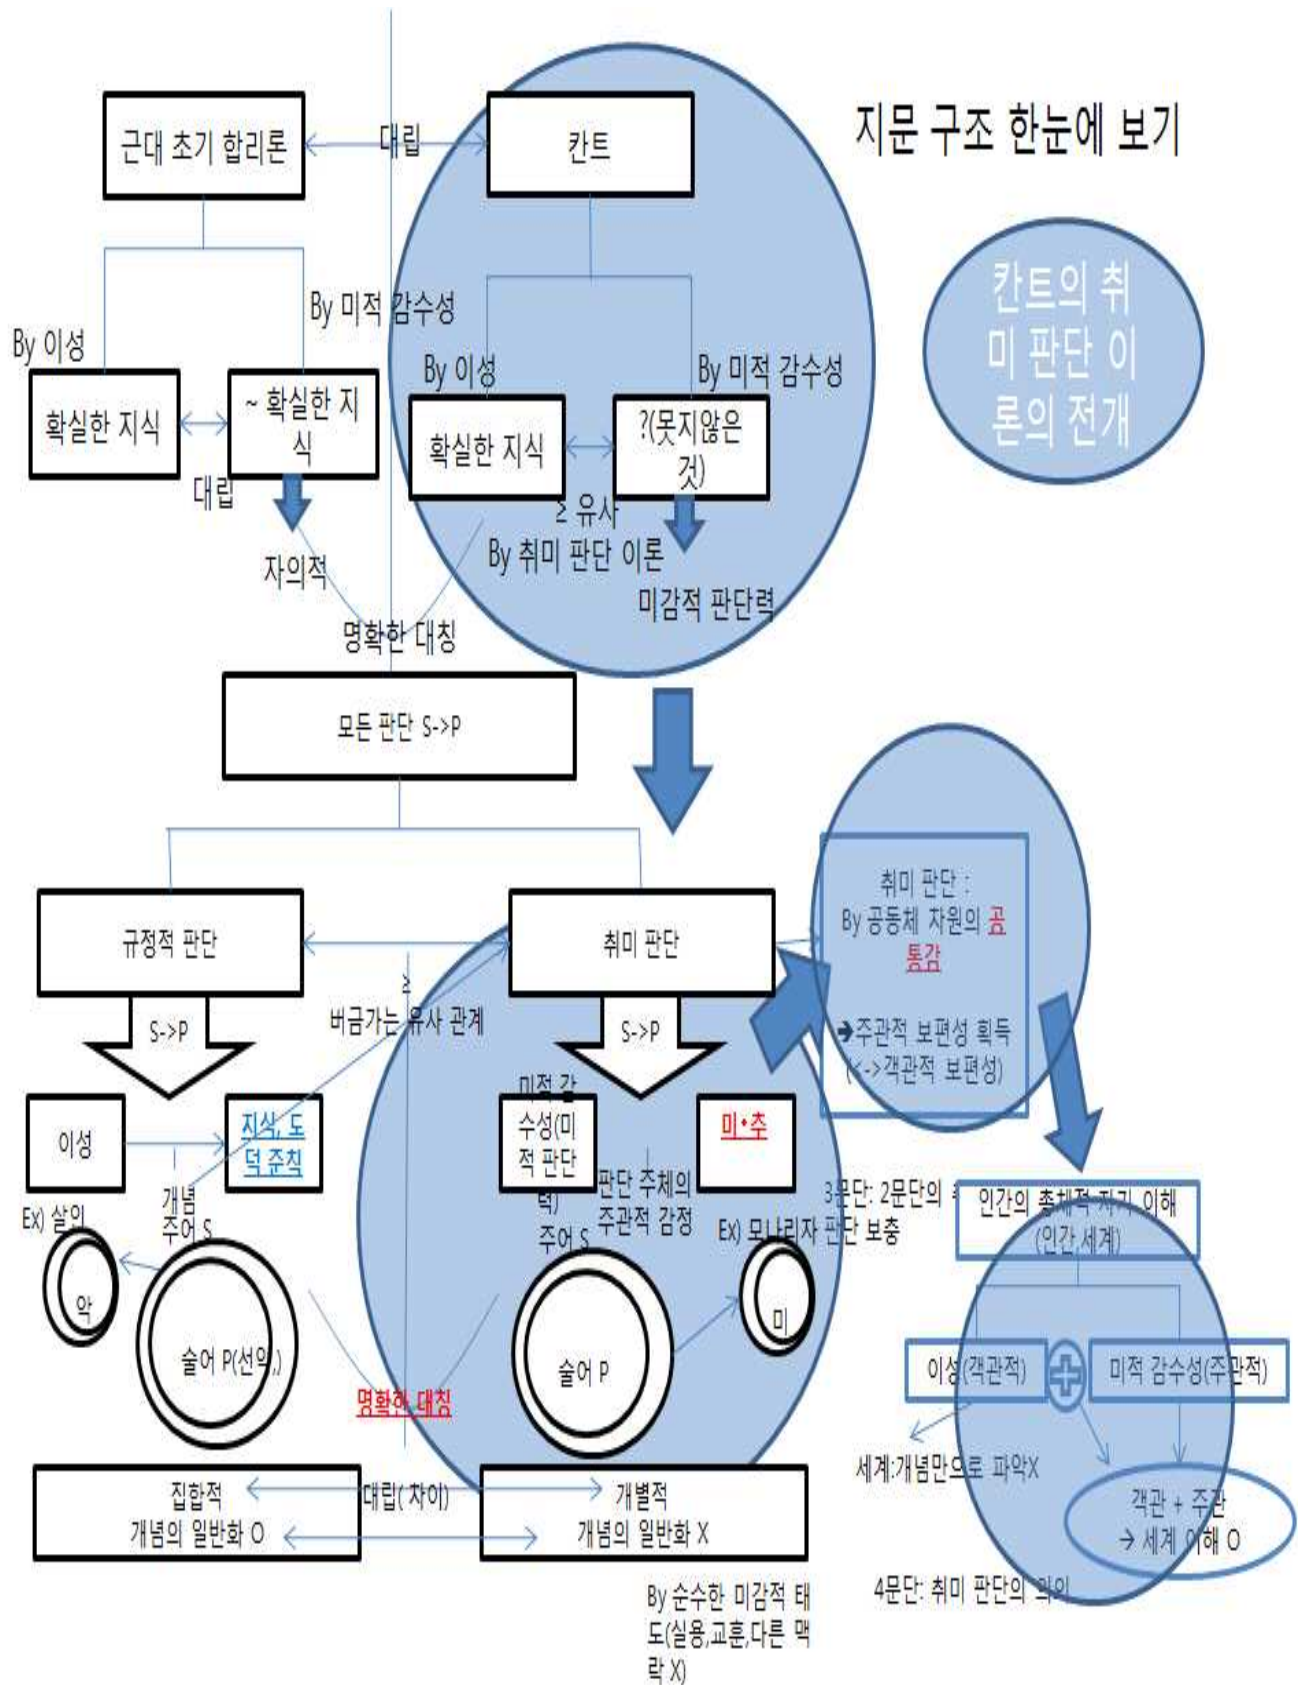 지문 구조 한눈에 보기
근대 초기 합리론
대립
칸트
칸트의 취
미 판단 이
론의 전개
By 이성
By 미적 감수성
확실한 지식
~ 확실한 지
식
대립
자의적
By 이성
By 미적 감수성
확실한 지식
?(못지않은
것)
≥ 유사
By 취미 판단 이론
미감적 판단력
명확한 대칭
모든 판단 S->P
규정적 판단
취미 판단
≥
버금가는 유사 관계
취미 판단 :
By 공동체 차원의 공
통감
➔주관적 보편성 획득
(<->객관적 보편성)
S->P
S->P
이성
지식, 도
덕 준칙
개념
주어 S
Ex) 살인
악
술어 P(선악,)
미적 감
수성(미
적 판단
력)
주어 S
판단 주체의
주관적 감정
미•추
Ex) 모나리자
미
술어 P
명확한 대칭
3문단: 2문단의
판단 보충
인간의 총체적 자기 이해
(인간,세계)
이성(객관적)
미적 감수성(주관적)
세계:개념만으로 파악X
객관 + 주관
→ 세계 이해 O
4문단: 취미 판단의 의의
집합적
개념의 일반화 O
대립( 차이)
개별적
개념의 일반화 X
By 순수한 미감적 태
도(실용,교훈,다른 맥
락 X)